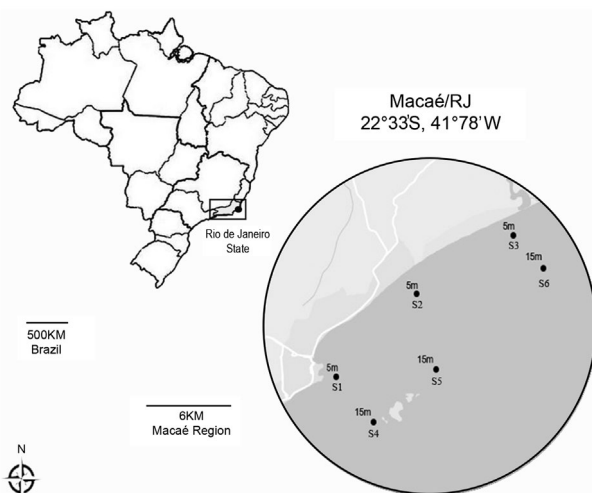 Macaé/RJ
22°33'S, 41°78'W
Rio de Janeiro
State
500KM
Brazil
6KM
Macaé Region
N
5m
S3
15m
S6
5m
S2
15m
S5
5m
S1
15m
S4